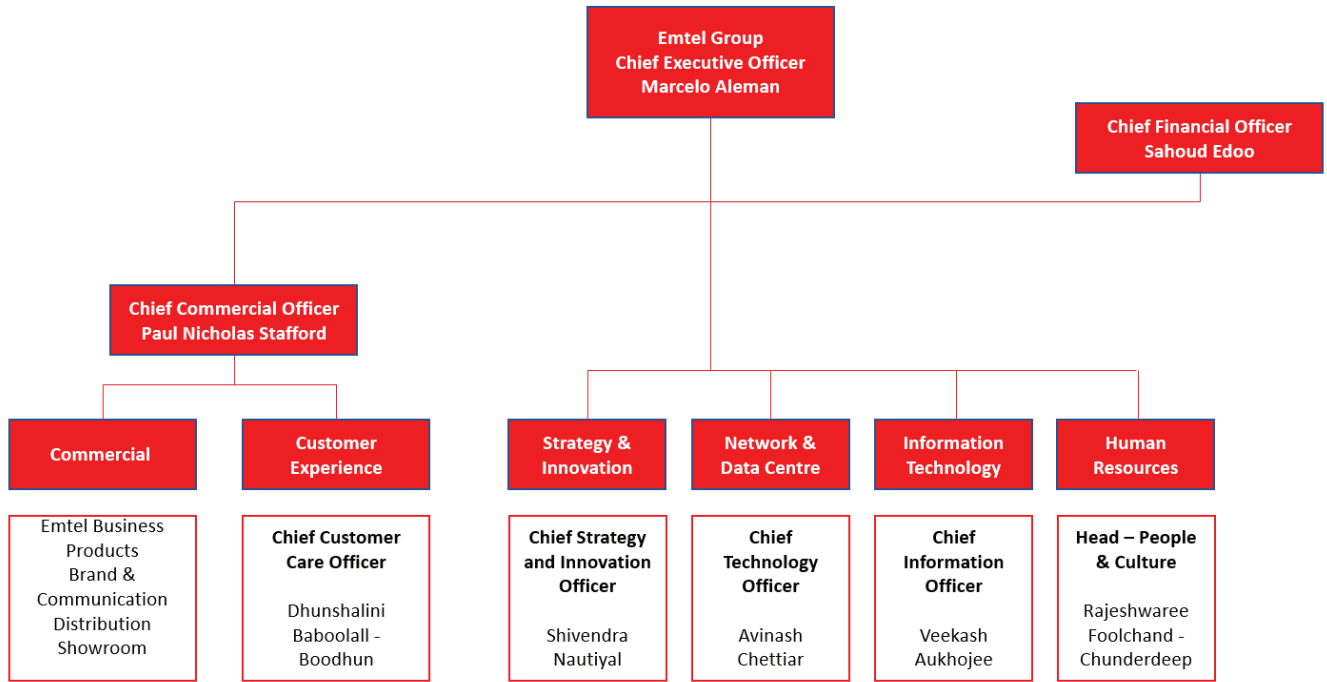 Emtel Group
Chief Executive Officer
Marcelo Aleman
Chief Financial Officer
Sahoud Edoo
Chief Commercial Officer
Paul Nicholas Stafford
Commercial
Customer
Experience
Strategy &
Innovation
Network &
Data Centre
Information
Technology
Human
Resources
Emtel Business
Products
Brand &
Communication
Distribution
Showroom
Chief Customer
Care Officer
Dhunshalini
Baboolall -
Boodhun
Chief Strategy
and Innovation
Officer
Shivendra
Nautiyal
Chief
Technology
Officer
Avinash
Chettiar
Chief
Information
Officer
Veekash
Aukhojee
Head – People
& Culture
Rajeshwaree
Foolchand -
Chunderdeep